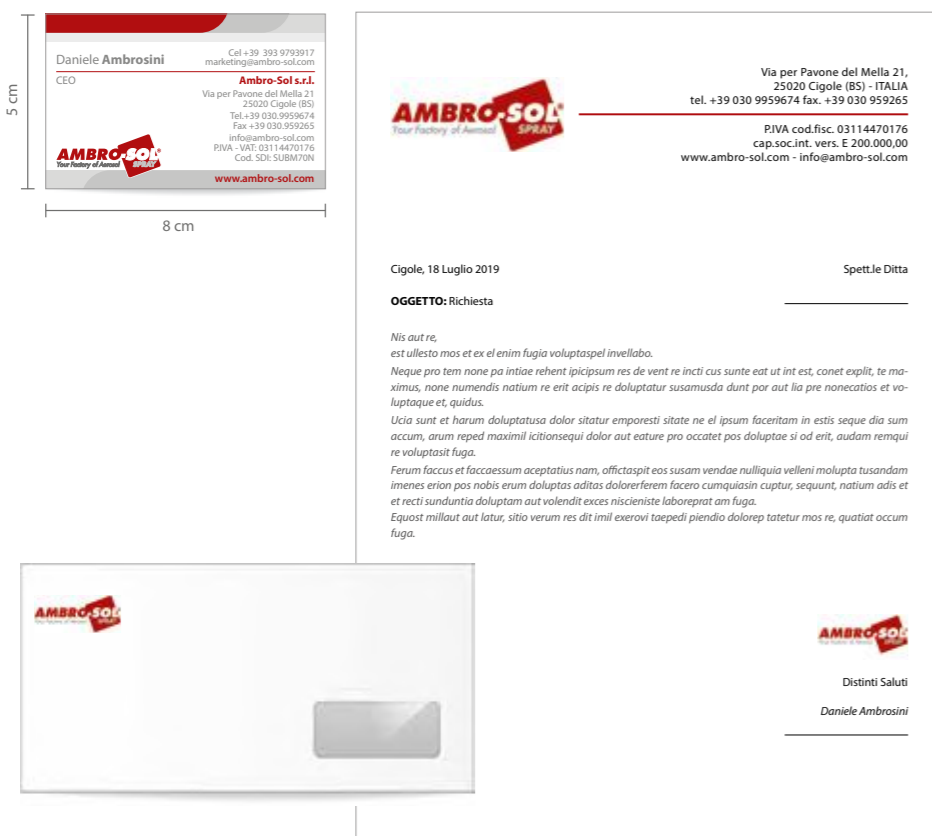 5 cm
8 cm
Daniele Ambrosini
CEO
Cel +39 393 9793917
marketing@ambro-sol.com
Ambro-Sol s.r.l.
Via per Pavone del Mella 21
25020 Cigole (BS)
Tel.+39 030.9959674
Fax +39 030.959265
info@ambro-sol.com
P.IVA - VAT: 03114470176
Cod. SDI: SUBM70N
AMBRO-SOL®
Your Factory of Aerosol SPRAY
www.ambro-sol.com
AMBRO-SOL®
Your Factory of Aerosol SPRAY
Via per Pavone del Mella 21,
25020 Cigole (BS) - ITALIA
tel. +39 030 9959674 fax. +39 030 959265
P.IVA cod.fisc. 03114470176
cap.soc.int. vers. E 200.000,00
www.ambro-sol.com - info@ambro-sol.com
Cigole, 18 Luglio 2019
Spett.le Ditta
OGGETTO: Richiesta
Nis aut re,
est ullesto mos et ex el enim fugia voluptaspel invellabo.
Neque pro tem none pa intiae rehent ipicipsum res de vent re incti cus sunte eat ut int est, conet explit, te ma-
ximus, none numendis natium re erit acipis re doluptatur susamusda dunt por aut lia pre nonecatios et vo-
luptaque et, quidus.
Ucia sunt et harum doluptatusa dolor sitatur emporesti sitate ne el ipsum faceritam in estis seque dia sum
accum, arum reped maximil icitionsequi dolor aut eature pro occatet pos doluptae si od erit, audam remqui
re voluptasit fuga.
Ferum faccus et faccaessum aceptatius nam, offictaspit eos susam vendae nulliquia velleni molupta tusandam
imenes erion pos nobis erum doluptas aditas dolorerferem facero cumquiasin cuptur, sequunt, natium adis et
et recti sunduntia doluptam aut volendit exces niscieniste laboreprat am fuga.
Equost millaut aut latur, sitio verum res dit imil exerovi taepedi piendio dolorep tatetur mos re, quatiat occum
fuga.
AMBRO-SOL
Your Factory of Aerosol SPRAY
AMBRO-SOL
SPRAY
Distinti Saluti
Daniele Ambrosini